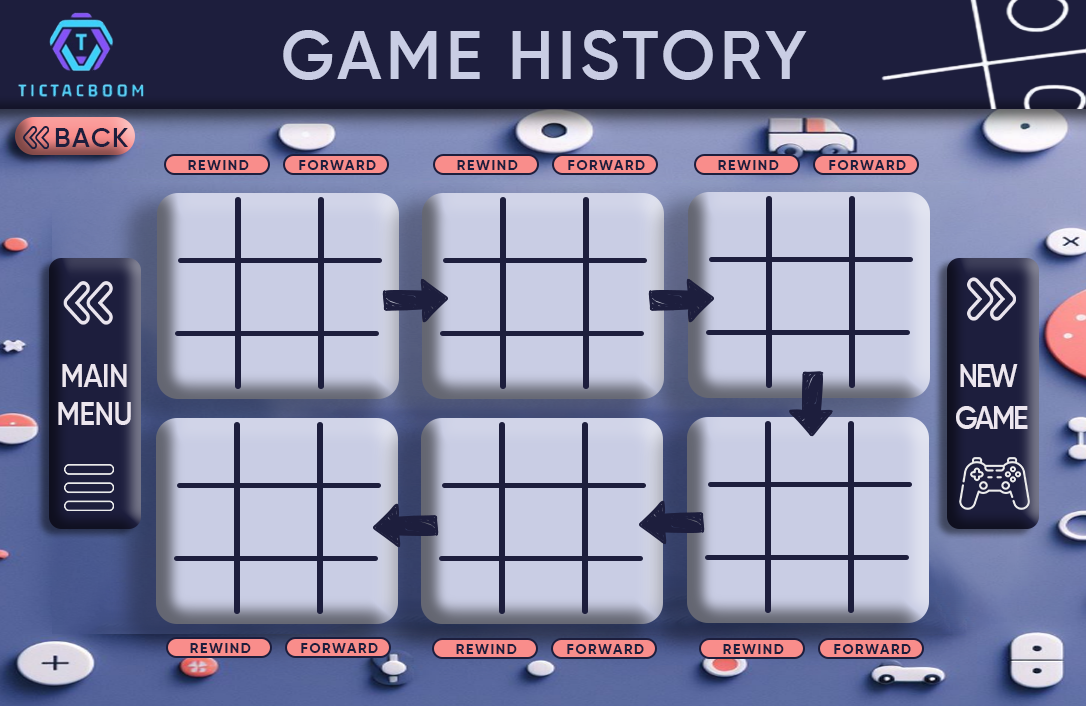 T
TICTACBOOM
GAME HISTORY
BACK
REWIND FORWARD REWIND FORWARD REWIND FORWARD
MAIN
MENU
NEW
GAME
REWIND FORWARD REWIND FORWARD REWIND FORWARD